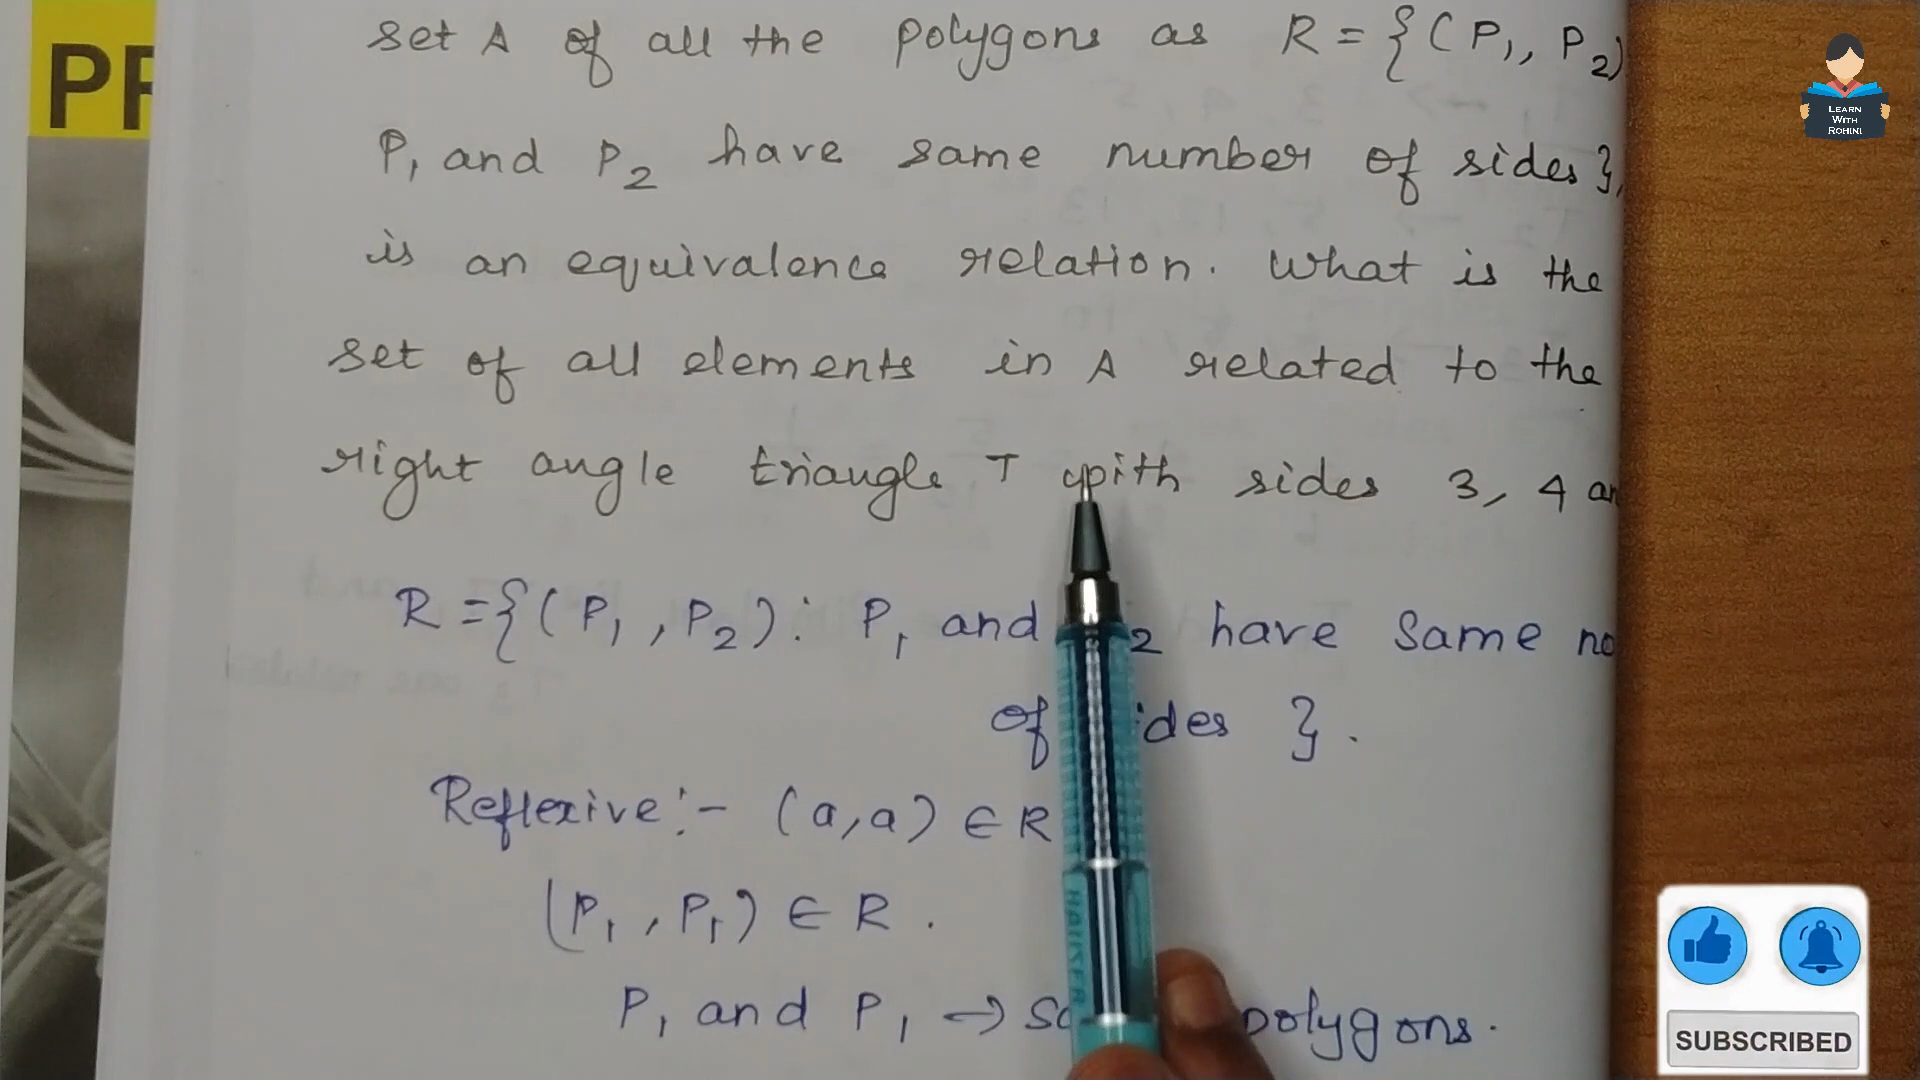 PR
set A of all the polygons as R = {(P₁, P₂)
P₁ and P₂ have same number of sides},
is an equivalence relation. What is the
set of all elements in A related to the
right angle triangle T with sides 3, 4
R = {(P₁, P₂): P₁ and 2 have same no
of ides }.
Reflexive:- (a,a) ∈ R
(P₁, P₁) ∈ R.
P₁ and P₁ → polygons.
LEARN
WITH
ROHINI
HAUSER
SUBSCRIBED